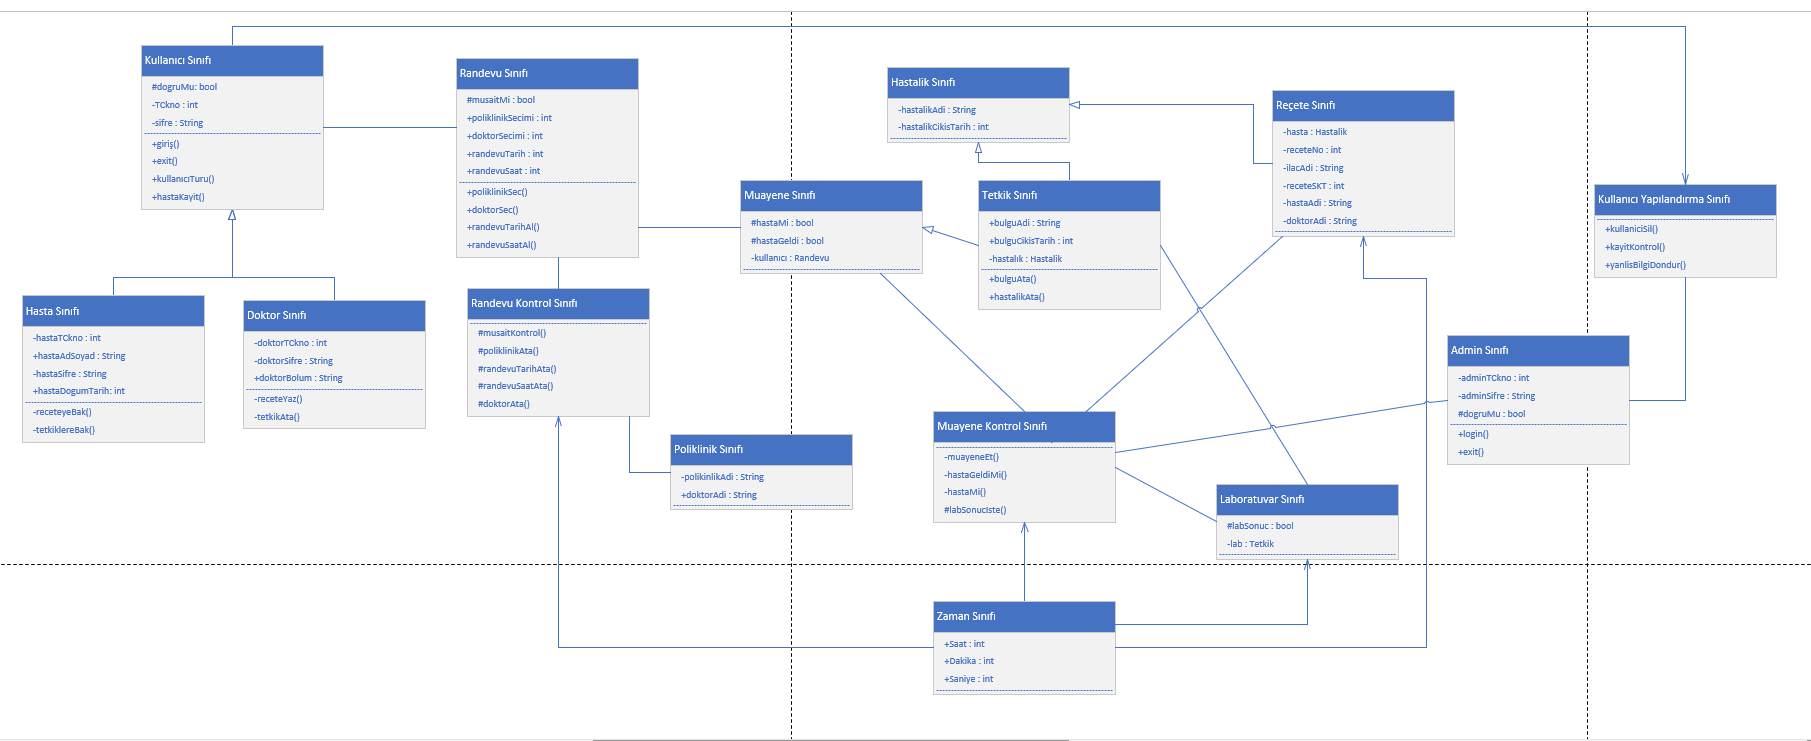 Kullanıcı Sınıfı
#dogruMu: bool
-TCkno : int
-sifre : String
+giriş()
+exit()
+kullanıcıTuru()
+hastaKayit()
Hasta Sınıfı
-hastaTCkno : int
+hastaAdSoyad : String
-hastaSifre : String
+hastaDogumTarih: int
-receteyeBak()
-tetkiklereBak()
Doktor Sınıfı
-doktorTCkno : int
-doktorSifre : String
+doktorBolum : String
-receteYaz()
-tetkikAta()
Randevu Sınıfı
#musaitMi : bool
+poliklinikSecimi : int
+doktorSecimi : int
+randevuTarih : int
+randevuSaat : int
+poliklinikSec()
+doktorSec()
+randevuTarihAl()
+randevuSaatAl()
Randevu Kontrol Sınıfı
#musaitKontrol()
#poliklinikAta()
#randevuTarihAta()
#randevuSaatAta()
#doktorAta()
Poliklinik Sınıfı
-polikinlikAdi : String
+doktorAdi : String
Muayene Sınıfı
#hastaMi : bool
#hastaGeldi : bool
-kullanıcı : Randevu
Hastalik Sınıfı
-hastalikAdi : String
-hastalikCikisTarih : int
Tetkik Sınıfı
+bulguAdi : String
+bulguCikisTarih : int
-hastalık : Hastalik
+bulguAta()
+hastalikAta()
Reçete Sınıfı
-hasta : Hastalik
-receteNo : int
-ilacAdi : String
-receteSKT : int
-hastaAdi : String
-doktorAdi : String
Kullanıcı Yapılandırma Sınıfı
+kullaniciSil()
+kayitKontrol()
+yanlisBilgiDondur()
Admin Sınıfı
-adminTCkno : int
-adminSifre : String
#dogruMu : bool
+login()
+exit()
Muayene Kontrol Sınıfı
-muayeneEt()
-hastaGeldiMi()
-hastaMi()
#labSonucIste()
Laboratuvar Sınıfı
#labSonuc : bool
-lab : Tetkik
Zaman Sınıfı
+Saat : int
+Dakika : int
+Saniye : int